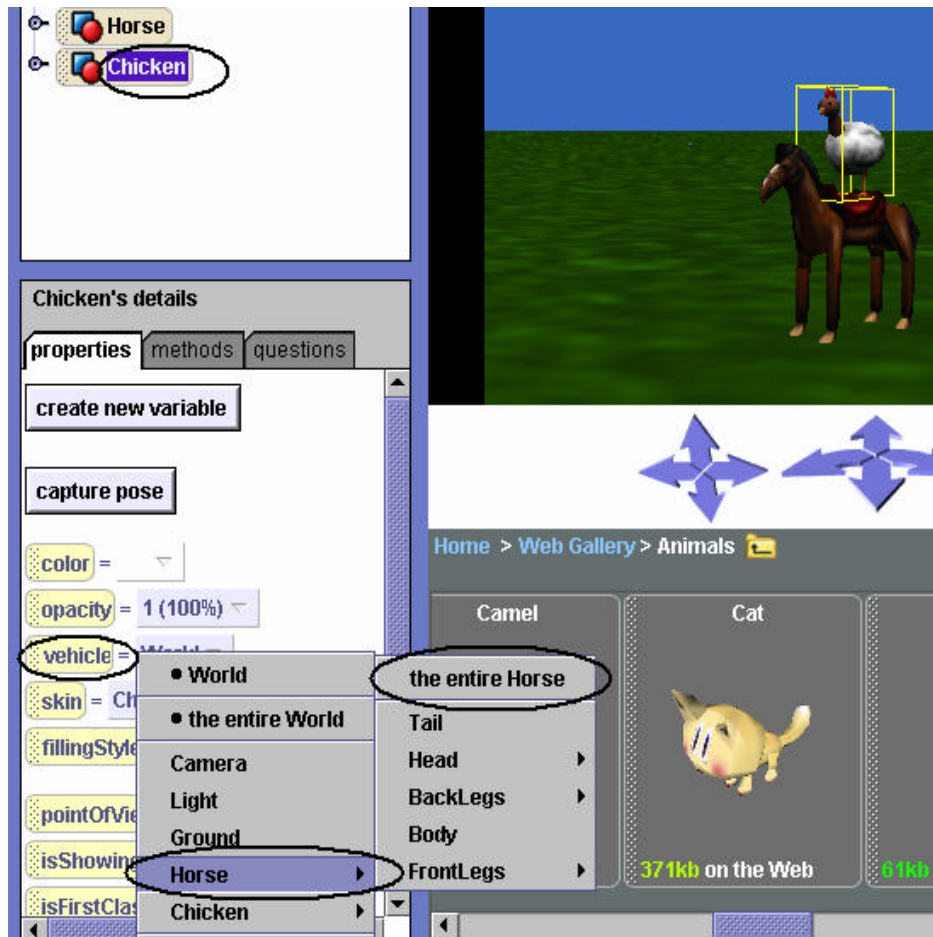 Horse
Chicken
Chicken's details
properties methods questions
create new variable
capture pose
color =
opacity = 1 (100%)
vehicle =
skin = Ch
fillingStyle
pointOfVie
isShowing
isFirstClas
• World
• the entire World
Camera
Light
Ground
Horse
Chicken
the entire Horse
Tail
Head
BackLegs
Body
FrontLegs
Home > Web Gallery > Animals
Camel
Cat
371kb on the Web
61kb